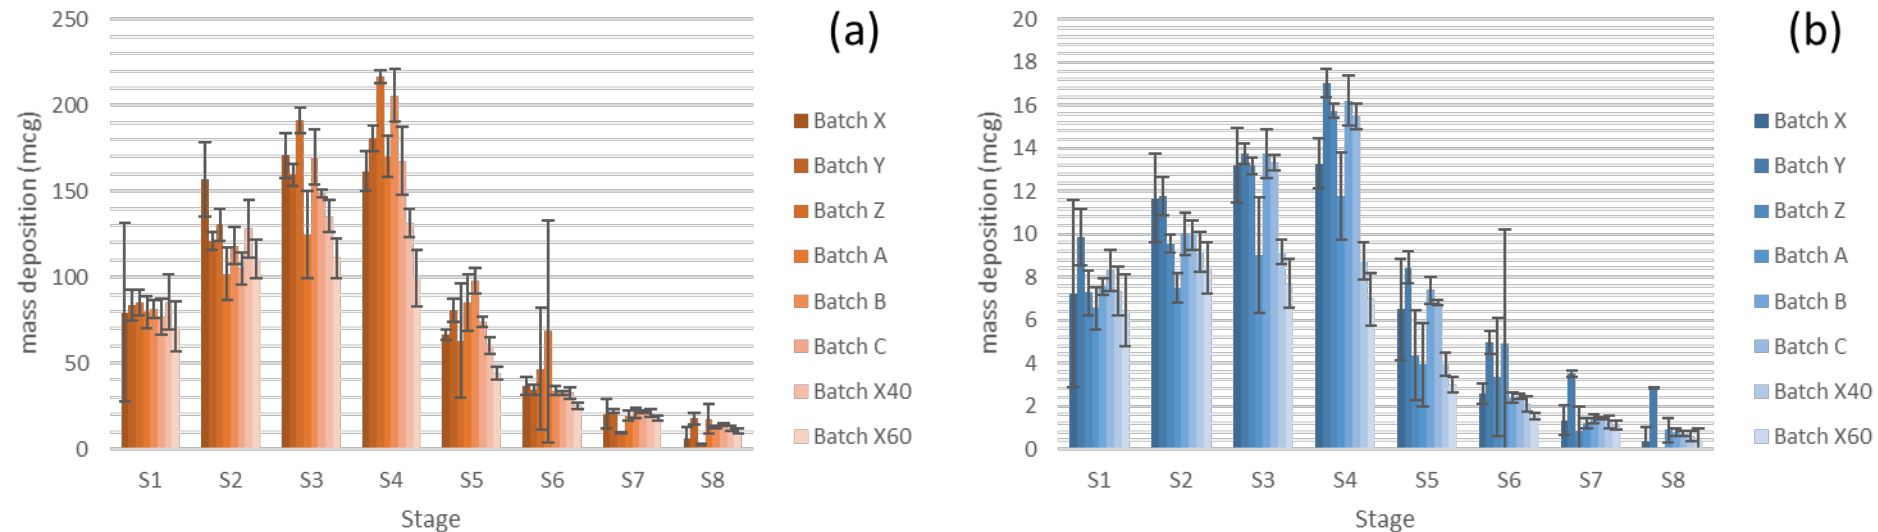 (a)
250
200
150
100
50
0
mass deposition (mcg)
S1 S2 S3 S4 S5 S6 S7 S8
Stage
Batch X
Batch Y
Batch Z
Batch A
Batch B
Batch C
Batch X40
Batch X60
(b)
20
18
16
14
12
10
8
6
4
2
0
mass deposition (mcg)
S1 S2 S3 S4 S5 S6 S7 S8
Stage
Batch X
Batch Y
Batch Z
Batch A
Batch B
Batch C
Batch X40
Batch X60